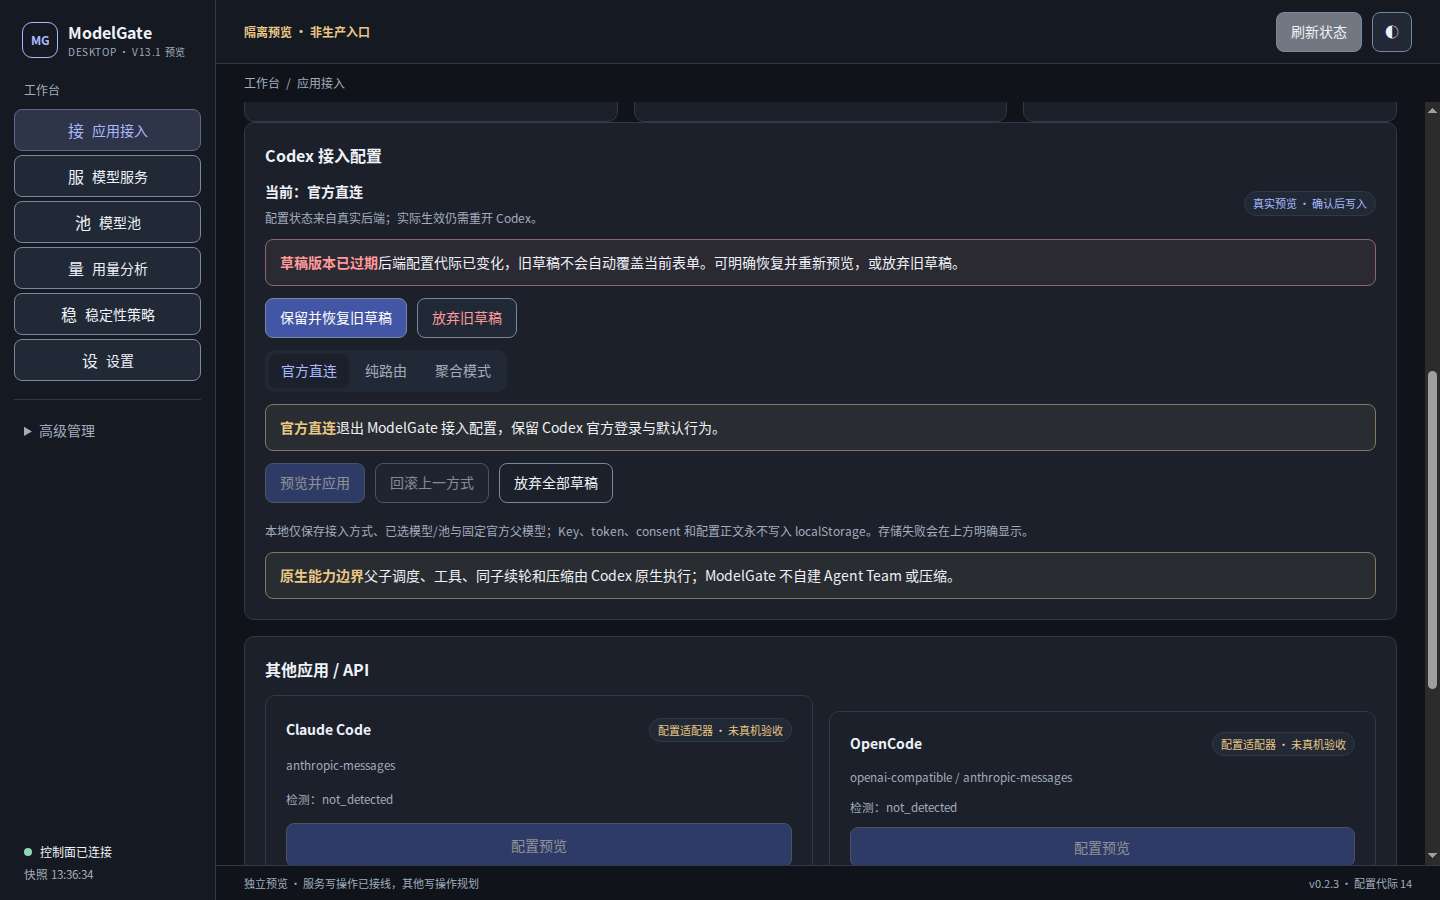 MG
ModelGate
DESKTOP · V13.1 预览
工作台
接 应用接入
服 模型服务
池 模型池
量 用量分析
稳 稳定性策略
设 设置
▶ 高级管理
控制面已连接
快照 13:36:34
隔离预览 · 非生产入口
刷新状态
工作台 / 应用接入
Codex 接入配置
当前：官方直连
配置状态来自真实后端；实际生效仍需重开 Codex。
真实预览 · 确认后写入
草稿版本已过期后端配置代际已变化，旧草稿不会自动覆盖当前表单。可明确恢复并重新预览，或放弃旧草稿。
保留并恢复旧草稿 放弃旧草稿
官方直连 纯路由 聚合模式
官方直连退出 ModelGate 接入配置，保留 Codex 官方登录与默认行为。
预览并应用 回滚上一方式 放弃全部草稿
本地仅保存接入方式、已选模型/池与固定官方父模型；Key、token、consent 和配置正文永不写入 localStorage。存储失败会在上方明确显示。
原生能力边界父子调度、工具、同子续轮和压缩由 Codex 原生执行；ModelGate 不自建 Agent Team 或压缩。
其他应用 / API
Claude Code
配置适配器 · 未真机验收
anthropic-messages
检测：not_detected
配置预览
OpenCode
配置适配器 · 未真机验收
openai-compatible / anthropic-messages
检测：not_detected
配置预览
独立预览 · 服务写操作已接线，其他写操作规划
v0.2.3 · 配置代际 14